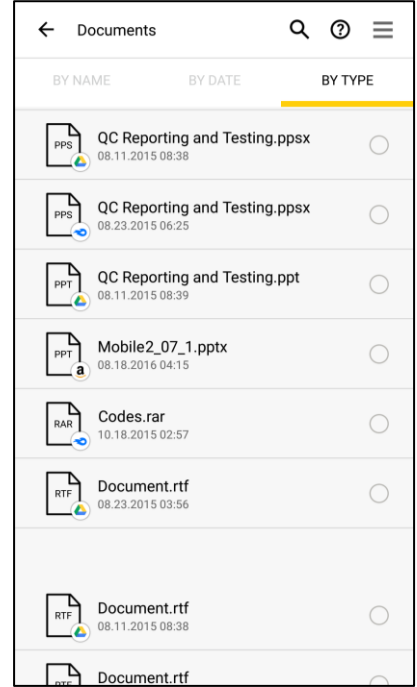 Documents
BY NAME BY DATE BY TYPE
PPS
QC Reporting and Testing.ppsx
08.11.2015 08:38
PPS
QC Reporting and Testing.ppsx
08.23.2015 06:25
PPT
QC Reporting and Testing.ppt
08.11.2015 08:39
PPT
a
Mobile2_07_1.pptx
08.18.2016 04:15
RAR
Codes.rar
10.18.2015 02:57
RTF
Document.rtf
08.23.2015 03:56
RTF
Document.rtf
08.11.2015 08:38
RTF
Document.rtf